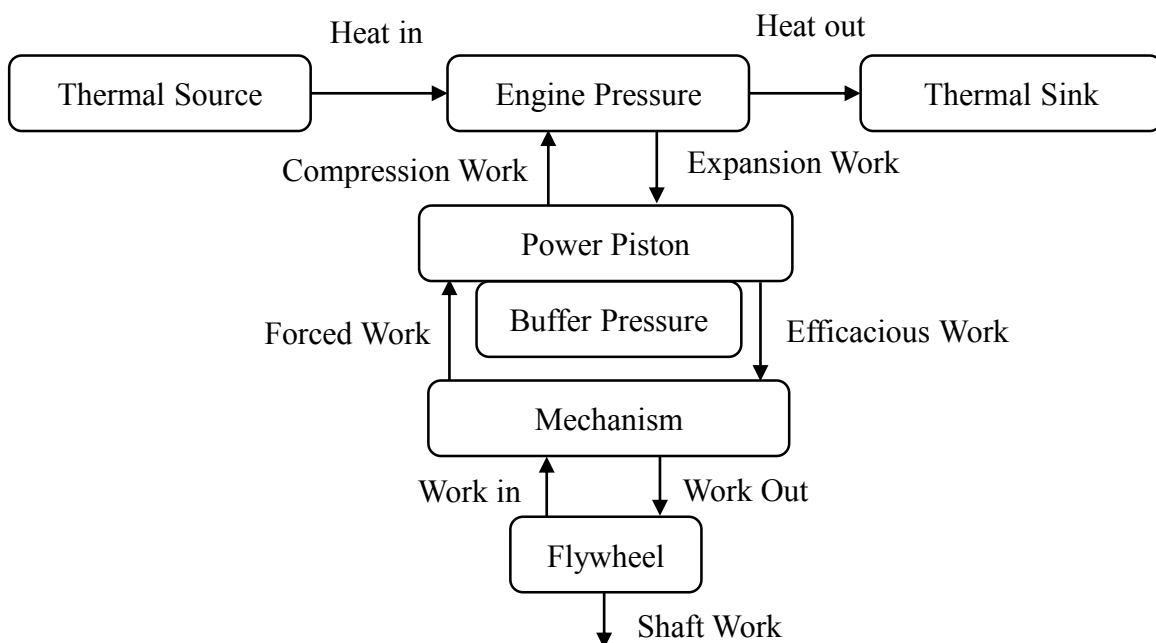 Heat in
Heat out
Thermal Source
Engine Pressure
Thermal Sink
Compression Work
Expansion Work
Power Piston
Forced Work
Buffer Pressure
Efficacious Work
Mechanism
Work in
Work Out
Flywheel
Shaft Work